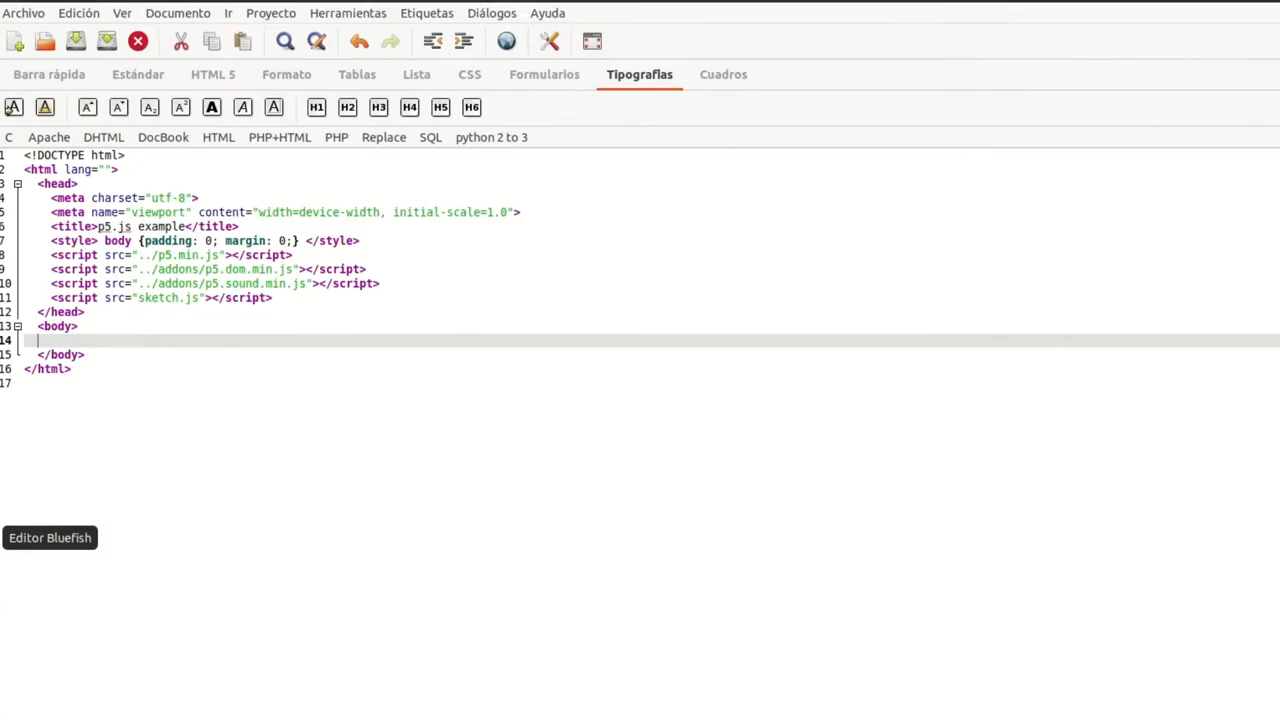 Archivo Edición Ver Documento Ir Proyecto Herramientas Etiquetas Diálogos Ayuda
Barra rápida Estándar HTML 5 Formato Tablas Lista CSS Formularios Tipografías Cuadros
A A A A A₂ A² A A A H1 H2 H3 H4 H5 H6
C Apache DHTML DocBook HTML PHP+HTML PHP Replace SQL python 2 to 3
1 <!DOCTYPE html>
2 <html lang="">
3 <head>
4 <meta charset="utf-8">
5 <meta name="viewport" content="width=device-width, initial-scale=1.0">
6 <title>p5.js example</title>
7 <style> body {padding: 0; margin: 0;} </style>
8 <script src="../p5.min.js"></script>
9 <script src="../addons/p5.dom.min.js"></script>
10 <script src="../addons/p5.sound.min.js"></script>
11 <script src="sketch.js"></script>
12 </head>
13 <body>
14
15 </body>
16 </html>
17
Editor Bluefish